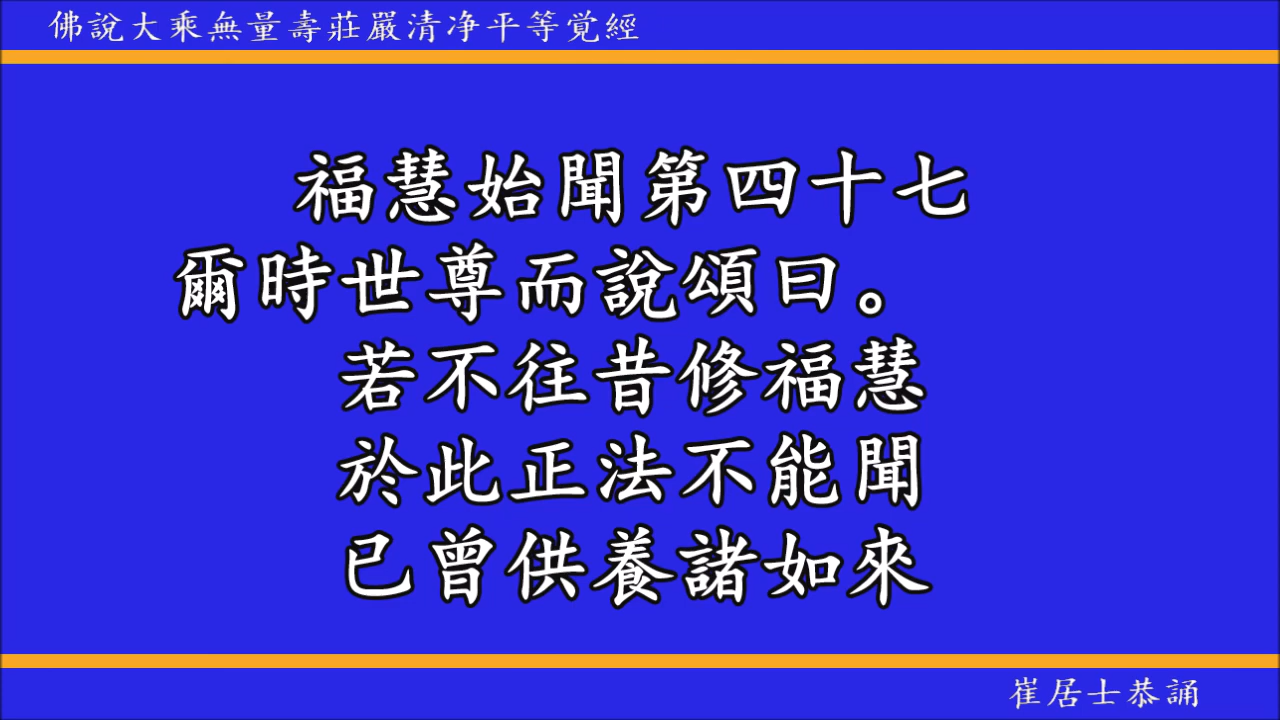 佛說大乘無量壽莊嚴清净平等覚經
福慧始聞第四十七
爾時世尊而說頌曰。
若不往昔修福慧
於此正法不能聞
已曾供養諸如來
崔居士恭誦